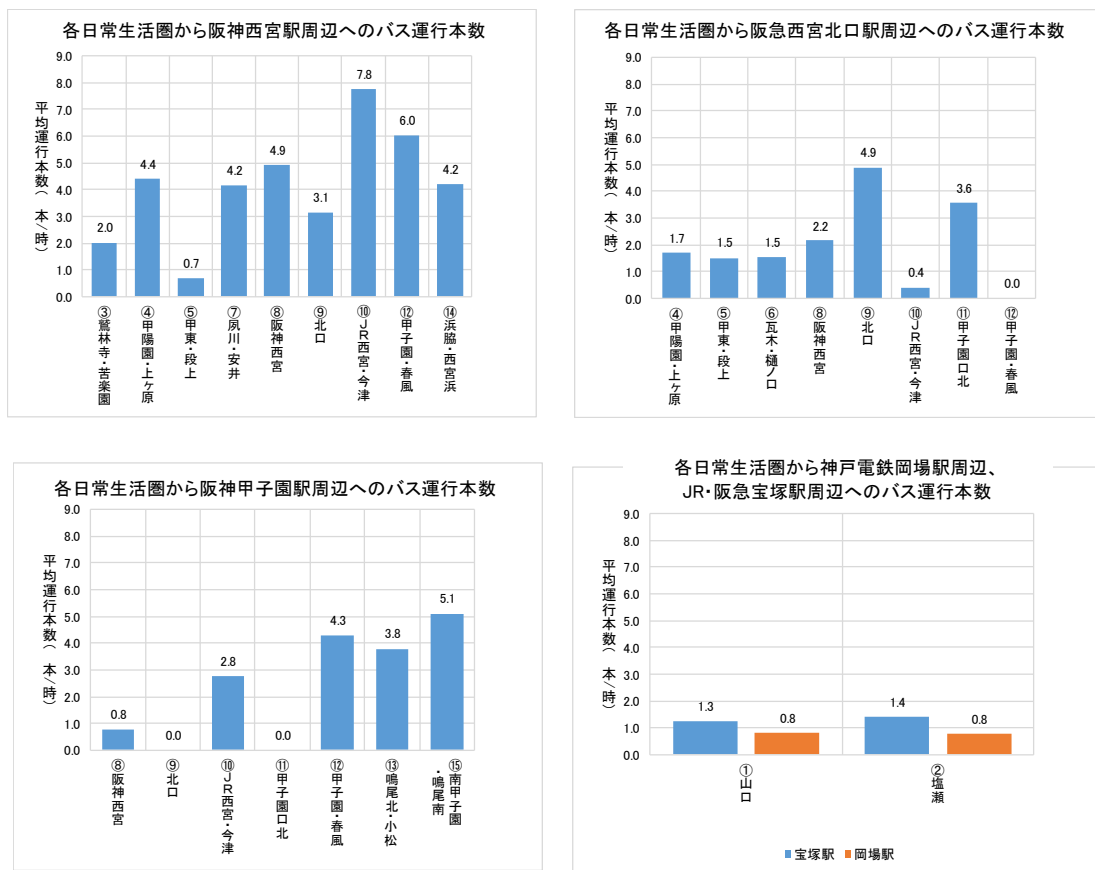 各日常生活圏から阪神西宮駅周辺へのバス運行本数
平均運行本数(本/時)
9.0
8.0
7.0
6.0
5.0
4.0
3.0
2.0
1.0
0.0
2.0
4.4
0.7
4.2
4.9
3.1
7.8
6.0
4.2
③鷲林寺・苦楽園
④甲陽園・上ヶ原
⑤甲東・段上
⑦夙川・安井
⑧阪神西宮
⑨北口
⑩JR西宮・今津
⑫甲子園・春風
⑭浜脇・西宮浜
各日常生活圏から阪急西宮北口駅周辺へのバス運行本数
平均運行本数(本/時)
9.0
8.0
7.0
6.0
5.0
4.0
3.0
2.0
1.0
0.0
1.7
1.5
1.5
2.2
4.9
0.4
3.6
0.0
④甲陽園・上ヶ原
⑤甲東・段上
⑥瓦木・樋ノ口
⑧阪神西宮
⑨北口
⑩JR西宮・今津
⑪甲子園口北
⑫甲子園・春風
各日常生活圏から阪神甲子園駅周辺へのバス運行本数
平均運行本数(本/時)
9.0
8.0
7.0
6.0
5.0
4.0
3.0
2.0
1.0
0.0
0.8
0.0
2.8
0.0
4.3
3.8
5.1
⑧阪神西宮
⑨北口
⑩JR西宮・今津
⑪甲子園口北
⑫甲子園・春風
⑬鳴尾北・小松
⑮南甲子園
・鳴尾南
各日常生活圏から神戸電鉄岡場駅周辺、
JR・阪急宝塚駅周辺へのバス運行本数
平均運行本数(本/時)
9.0
8.0
7.0
6.0
5.0
4.0
3.0
2.0
1.0
0.0
1.3
0.8
1.4
0.8
①山口
②塩瀬
宝塚駅
岡場駅